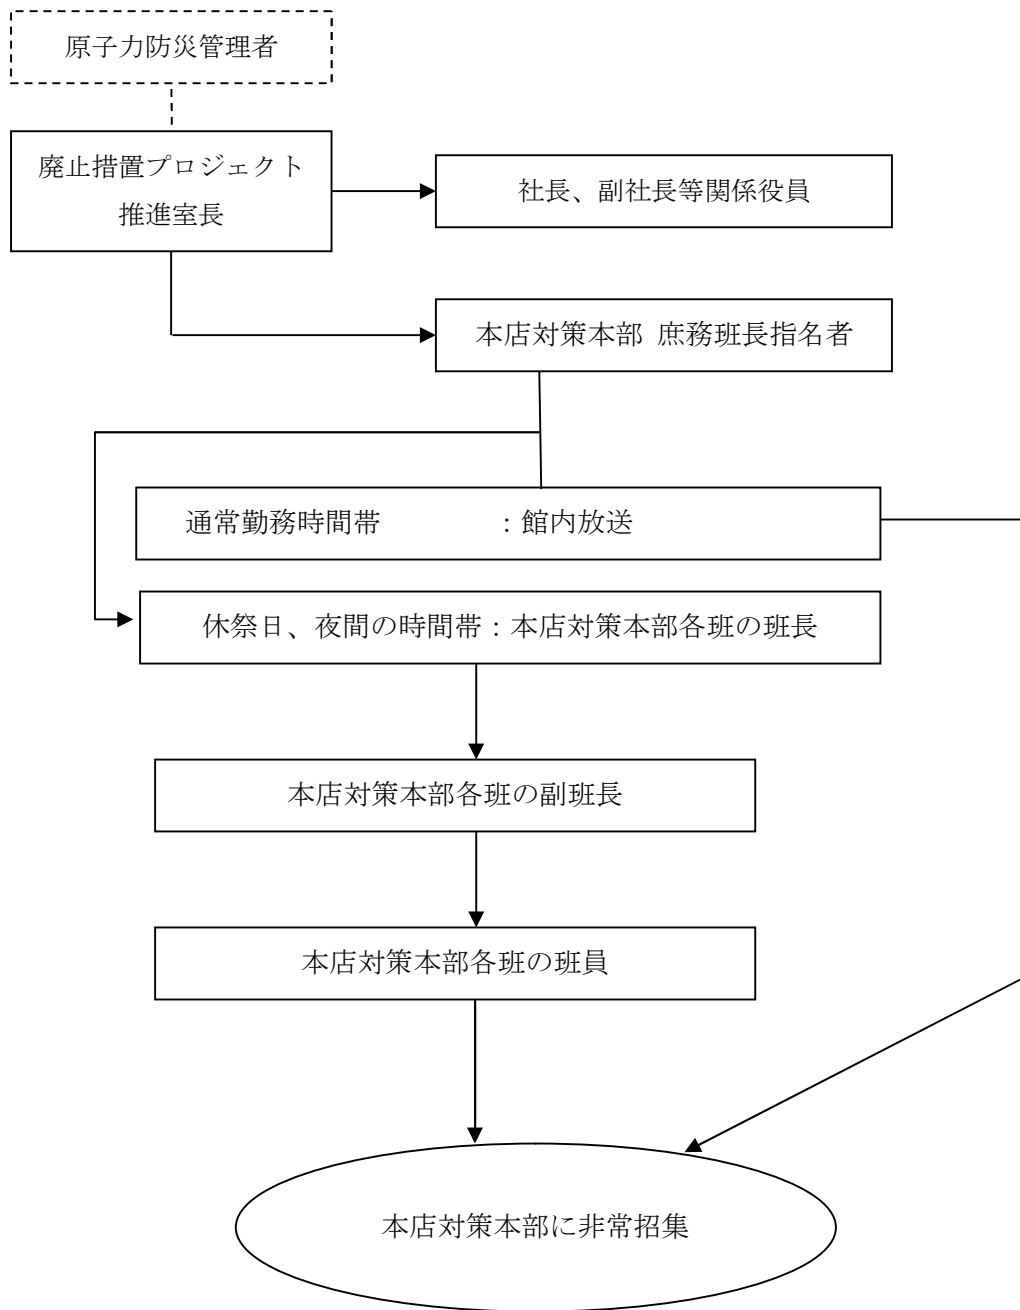 原子力防災管理者
廃止措置プロジェクト
推進室長
社長、副社長等関係役員
本店対策本部 庶務班長指名者
通常勤務時間帯　　　　：館内放送
休祭日、夜間の時間帯：本店対策本部各班の班長
本店対策本部各班の副班長
本店対策本部各班の班員
本店対策本部に非常招集